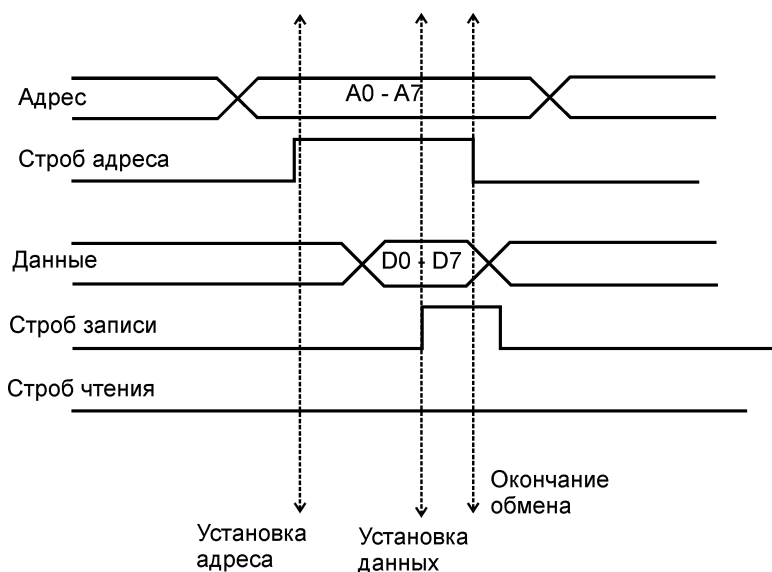 Адрес
A0 - A7
Строб адреса
Данные
D0 - D7
Строб записи
Строб чтения
Установка
адреса
Установка
данных
Окончание
обмена